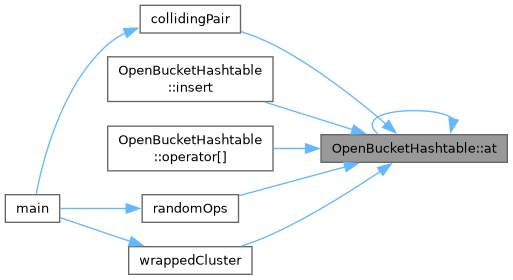 collidingPair
OpenBucketHashtable
::insert
OpenBucketHashtable
::operator[]
OpenBucketHashtable::at
main
randomOps
wrappedCluster